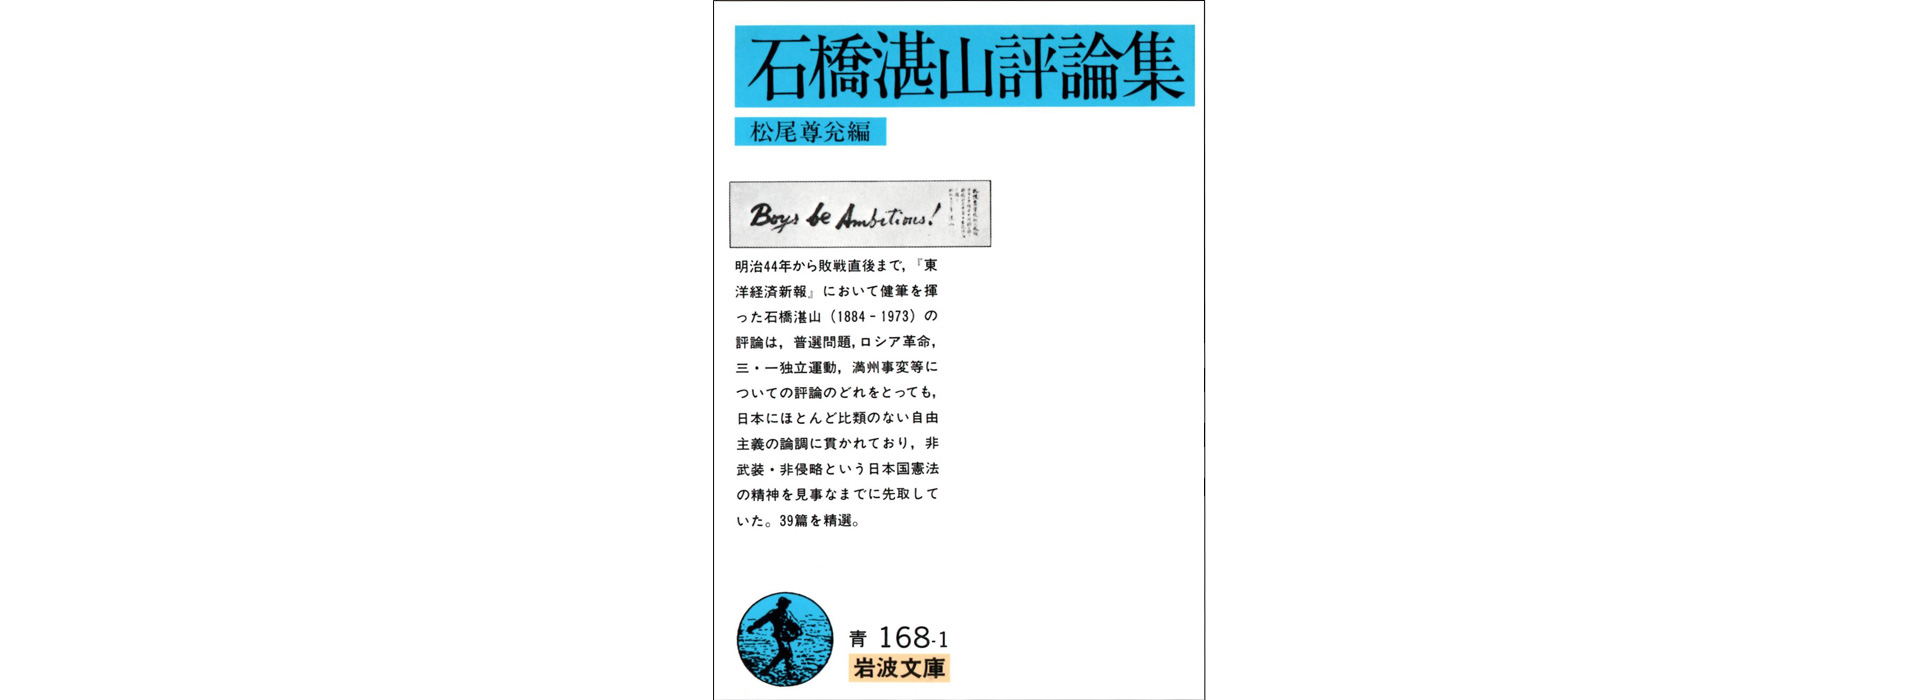 石橋湛山評論集
松尾尊兊編
Boys be Ambitious!
明治44年から敗戦直後まで,『東
洋経済新報』において健筆を揮
った石橋湛山（1884‐1973）の
評論は，普選問題,ロシア革命,
三・一独立運動，満州事変等に
ついての評論のどれをとっても,
日本にほとんど比類のない自由
主義の論調に貫かれており，非
武装・非侵略という日本国憲法
の精神を見事なまでに先取して
いた。39篇を精選。
青 168-1
岩波文庫